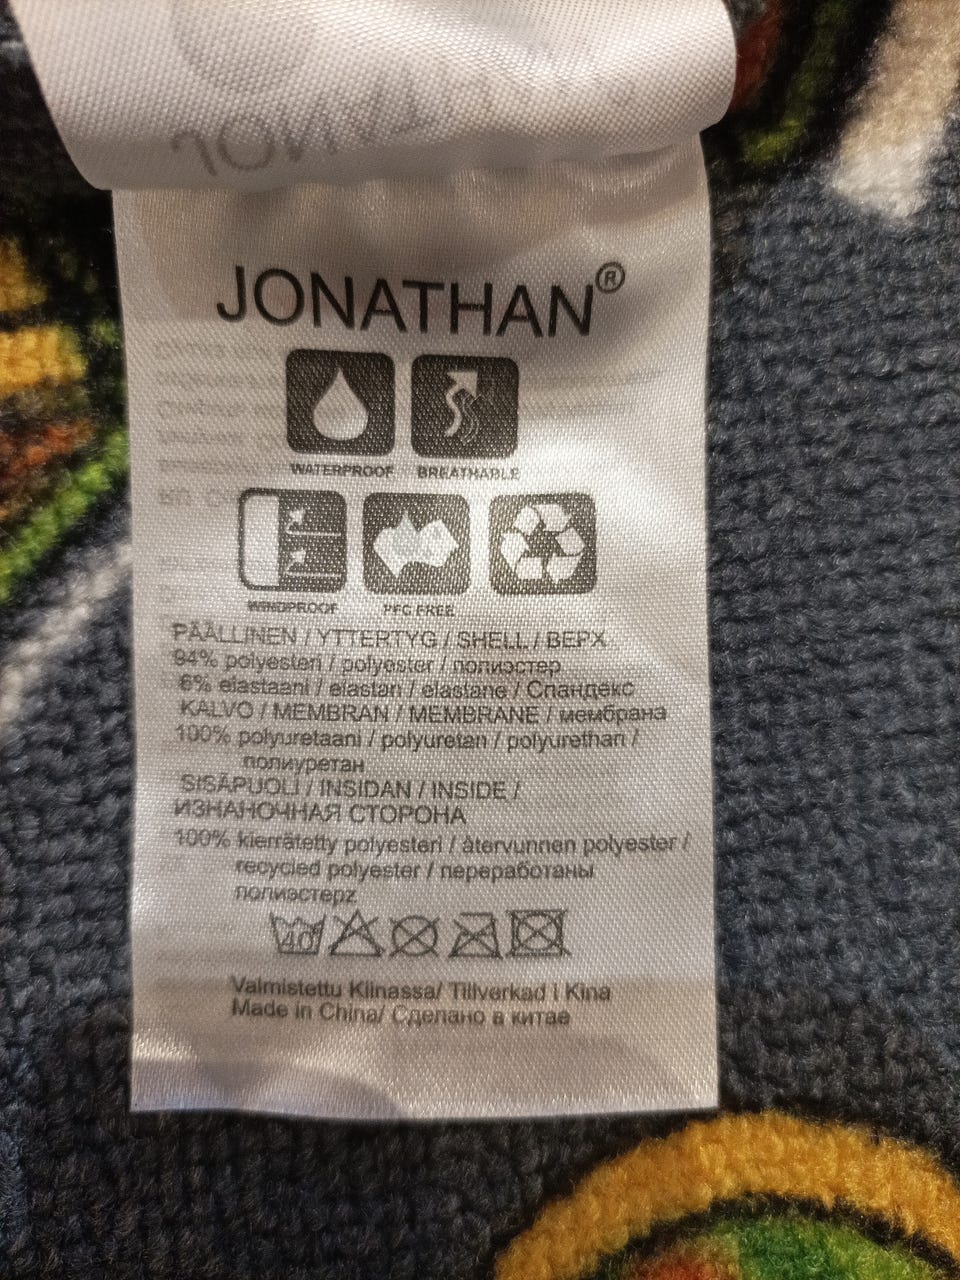 JONATHAN®
WATERPROOF BREATHABLE
WINDPROOF PFC FREE
PÄÄLLINEN / YTTERTYG / SHELL / ВЕРХ
94% polyesteri / polyester / полиэстер
6% elastaani / elastan / elastane / Спандекс
KALVO / MEMBRAN / MEMBRANE / мембрана
100% polyuretaani / polyuretan / polyurethan /
полиуретан
SISÄPUOLI / INSIDAN / INSIDE /
ИЗНАНОЧНАЯ СТОРОНА
100% kierrätetty polyesteri / återvunnen polyester /
recycled polyester / переработаны
полиэстерz
40
Valmistettu Kiinassa/ Tillverkad i Kina
Made in China/ Сделано в китае